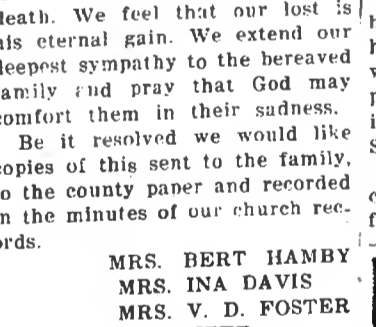 death. We feel that our lost is
his eternal gain. We extend our
deepest sympathy to the bereaved
family and pray that God may
comfort them in their sadness.
Be it resolved we would like
copies of this sent to the family,
to the county paper and recorded
in the minutes of our church rec-
ords.
MRS. BERT HAMBY
MRS. INA DAVIS
MRS. V. D. FOSTER